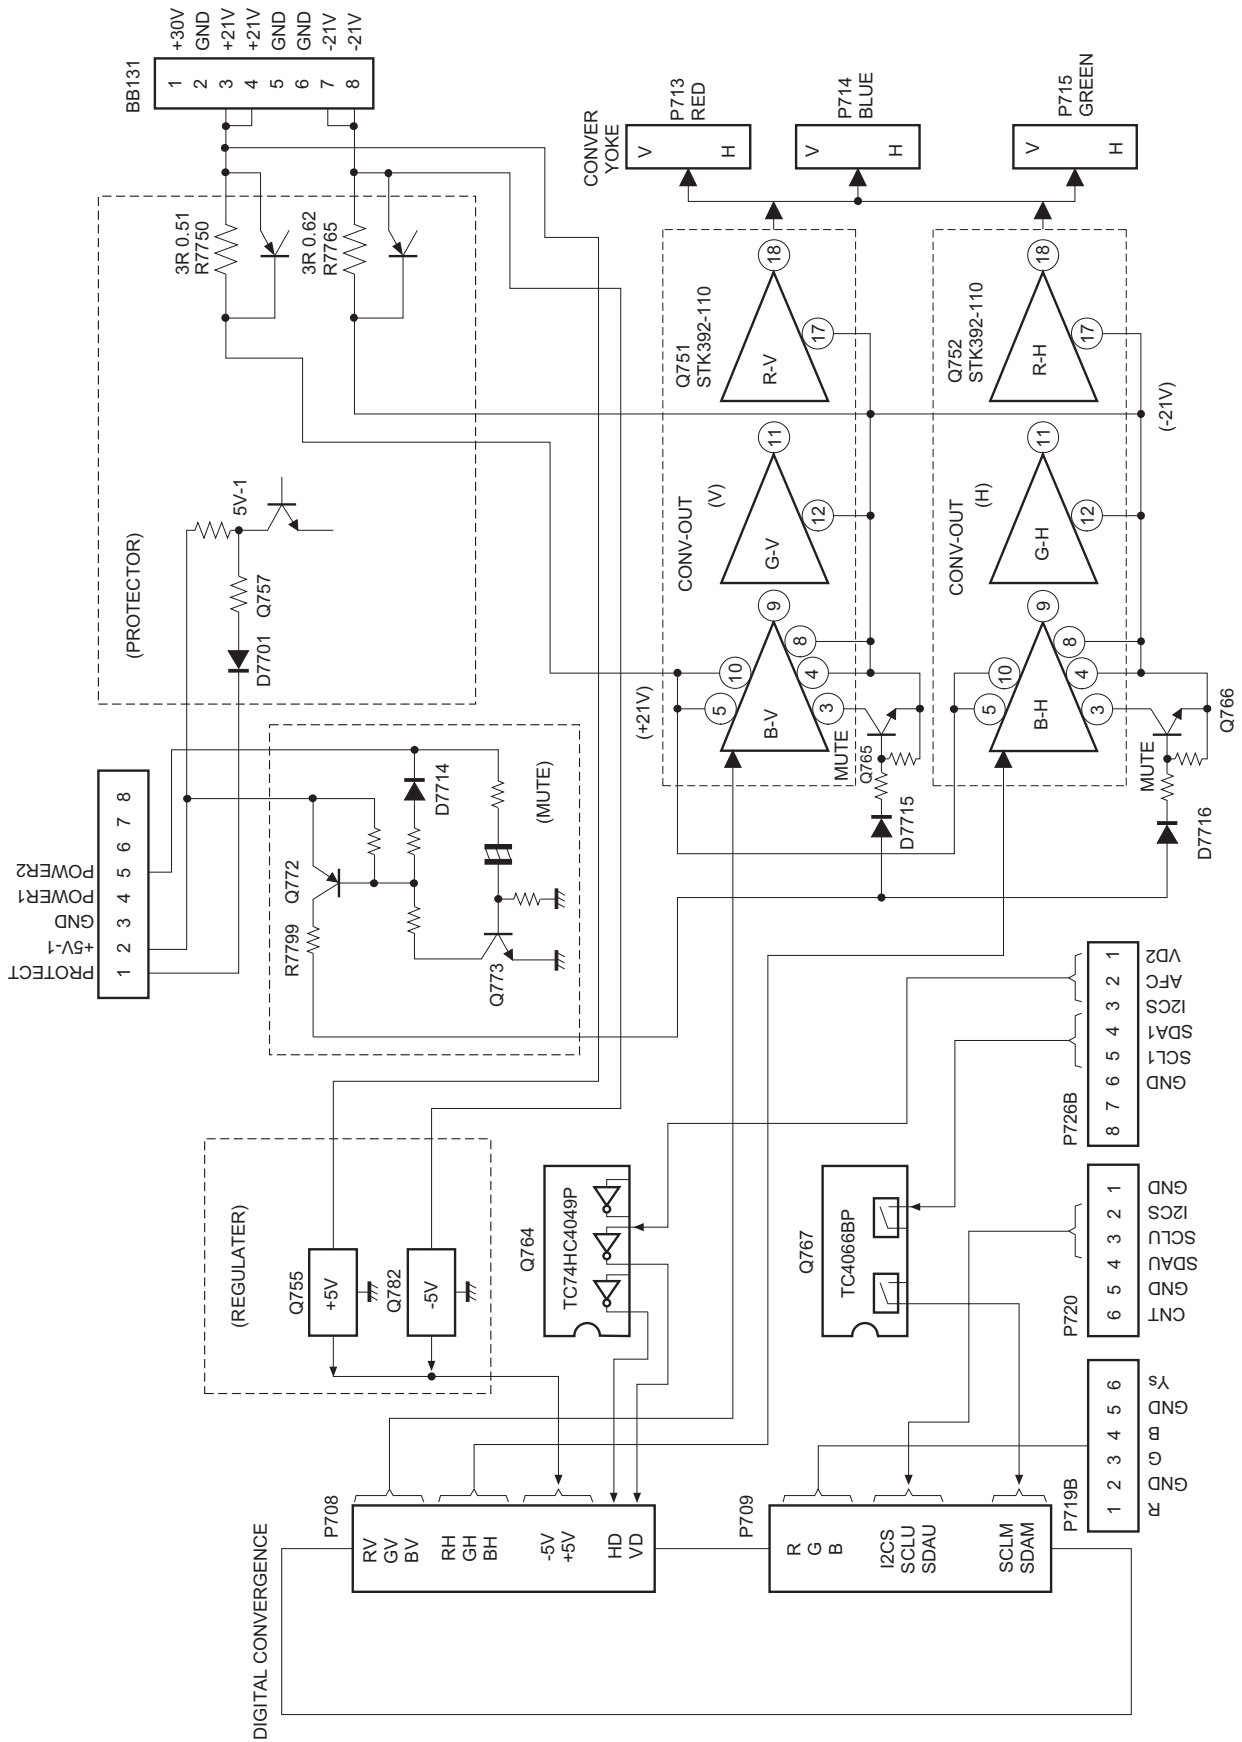 BB131
1 +30V
2 GND
3 +21V
4 +21V
5 GND
6 GND
7 -21V
8 -21V
(PROTECTOR)
3R 0.51
R7750
3R 0.62
R7765
5V-1
Q757
D7701
PROTECT
+5V-1
GND
POWER1
POWER2
1 2 3 4 5 6 7 8
(MUTE)
D7714
Q772
R7799
Q773
(REGULATER)
Q755
+5V
Q782
-5V
CONVER
YOKE
P713
RED
V H
P714
BLUE
V H
P715
GREEN
V H
Q751
STK392-110
R-V
18
17
CONV-OUT
(V)
G-V
11
12
B-V
9
8
10
4
5
3
(+21V)
MUTE
Q765
D7715
Q752
STK392-110
R-H
18
17
CONV-OUT
(H)
G-H
11
12
B-H
9
8
10
4
5
3
(-21V)
MUTE
Q766
D7716
Q764
TC74HC4049P
Q767
TC4066BP
P726B
8 7 6 5 4 3 2 1
GND
SCL1
SDA1
I2CS
AFC
VD2
P720
6 5 4 3 2 1
CNT
GND
SDAU
SCLU
I2CS
GND
P719B
1 2 3 4 5 6
R
GND
G
B
GND
Ys
DIGITAL CONVERGENCE
P708
RV
GV
BV
RH
GH
BH
-5V
+5V
HD
VD
P709
R
G
B
I2CS
SCLU
SDAU
SCLM
SDAM